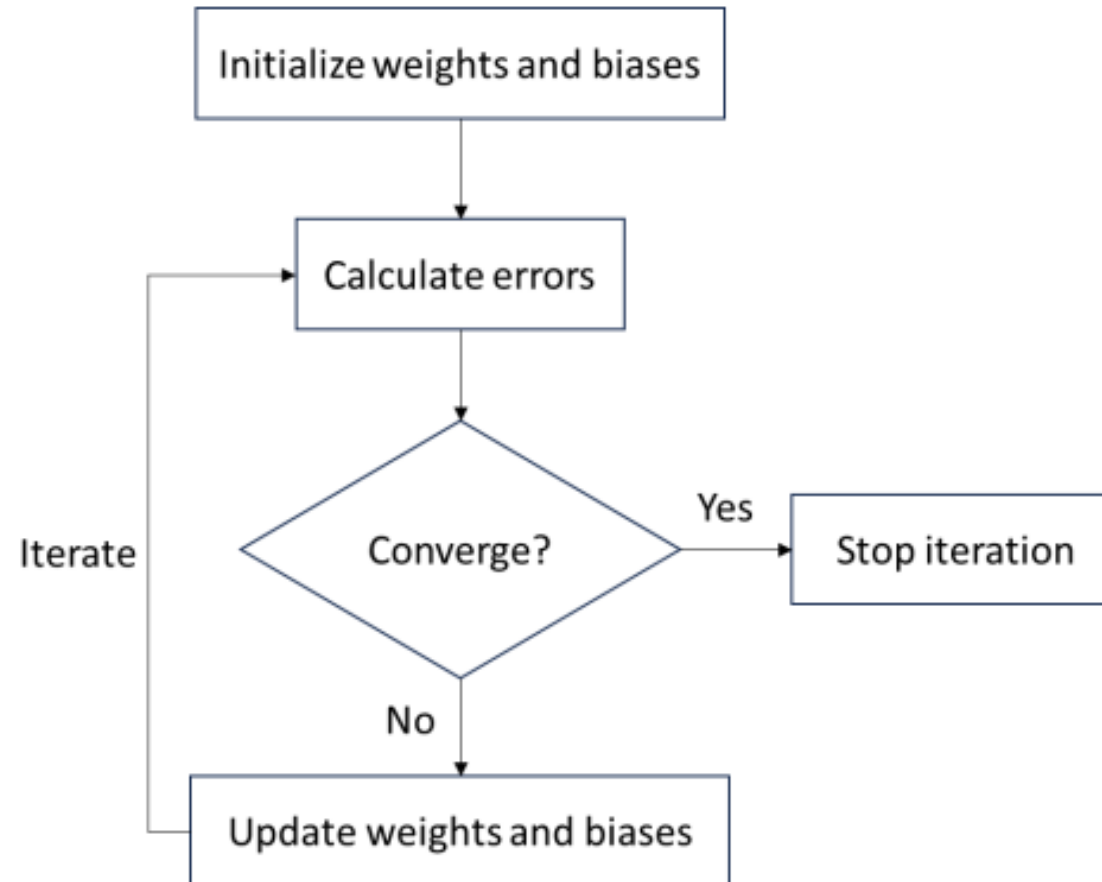 Initialize weights and biases
Calculate errors
Converge?
Yes
Stop iteration
Iterate
No
Update weights and biases